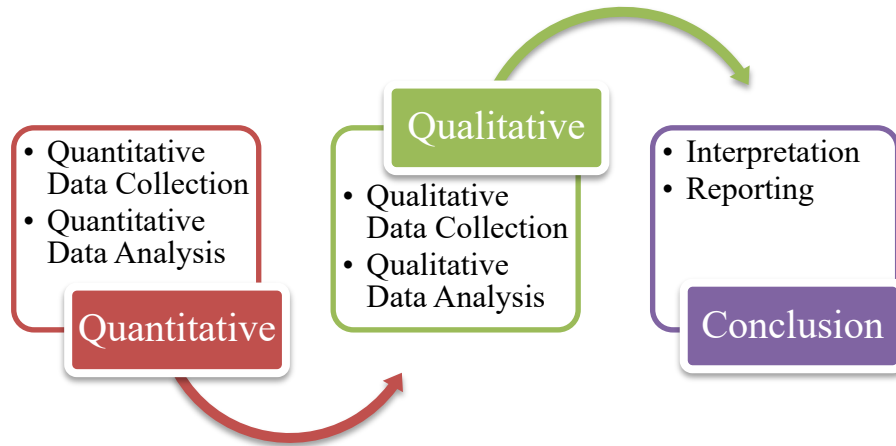 • Quantitative
Data Collection
• Quantitative
Data Analysis
Quantitative
Qualitative
• Qualitative
Data Collection
• Qualitative
Data Analysis
• Interpretation
• Reporting
Conclusion